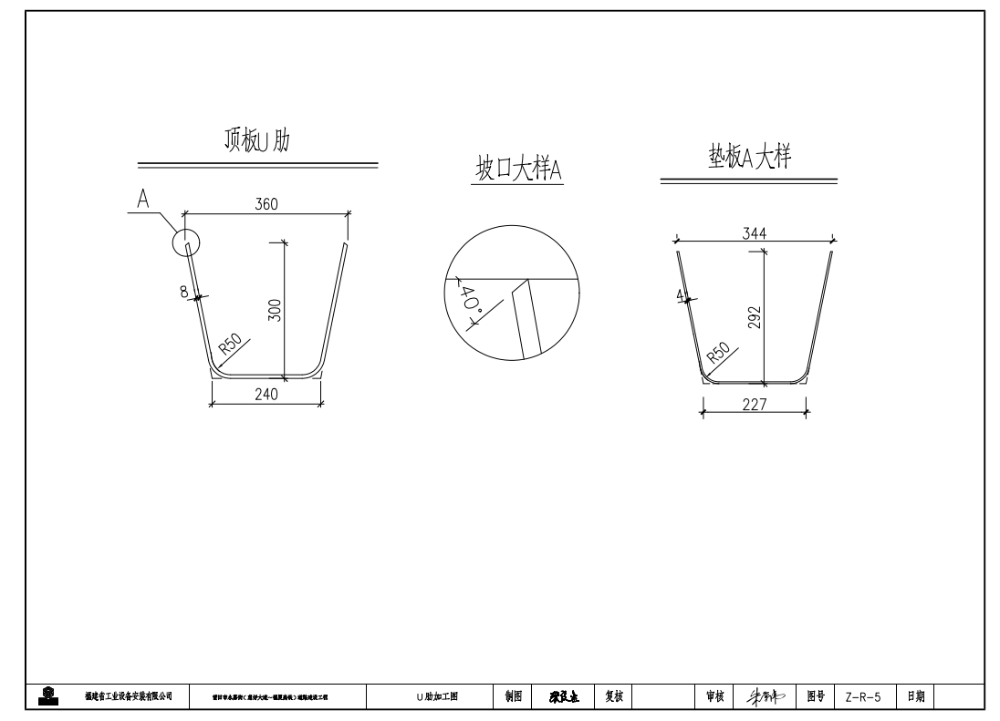 顶板U肋
坡口大样A
垫板A大样
A
360
8
300
R50
240
40°
344
4
292
R50
227
福建省工业设备安装有限公司
U肋加工图
制图
复核
审核
图号
Z-R-5
日期